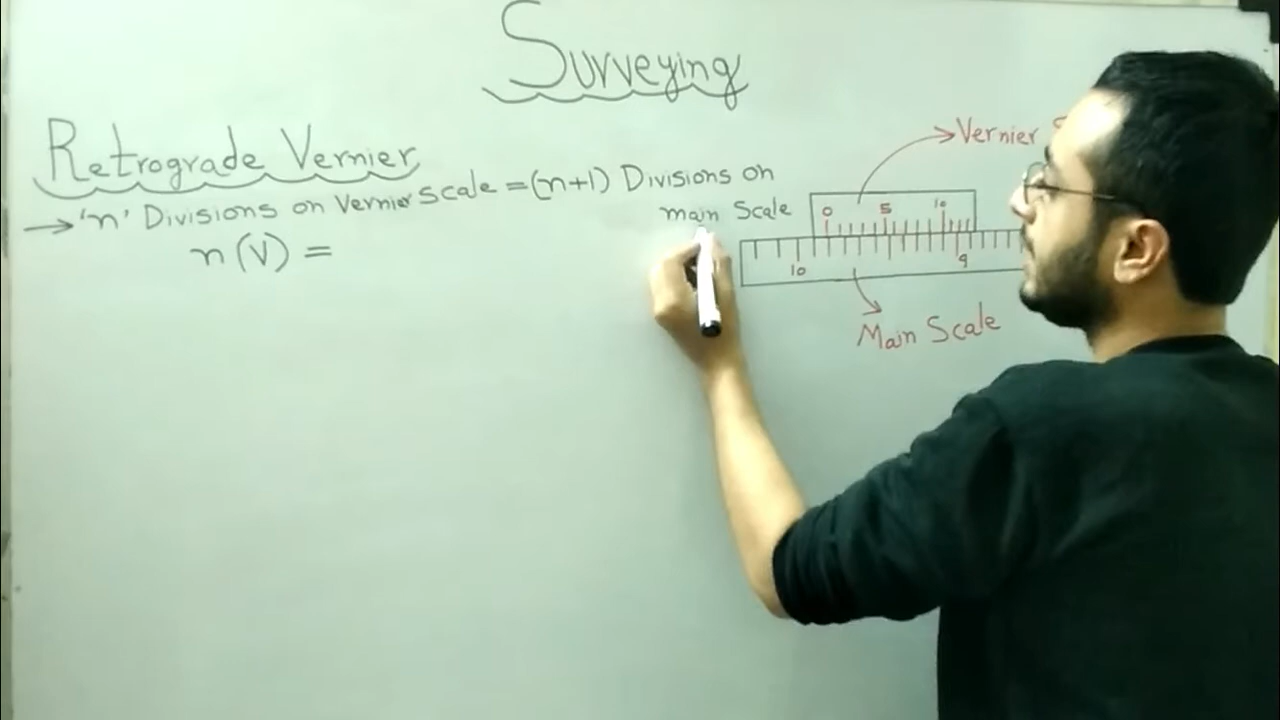 Surveying
Retrograde Vernier
→ 'n' Divisions on Vernier scale = (n+1) Divisions on
main Scale
n (V) =
Vernier
0 5 10
10 9
Main Scale